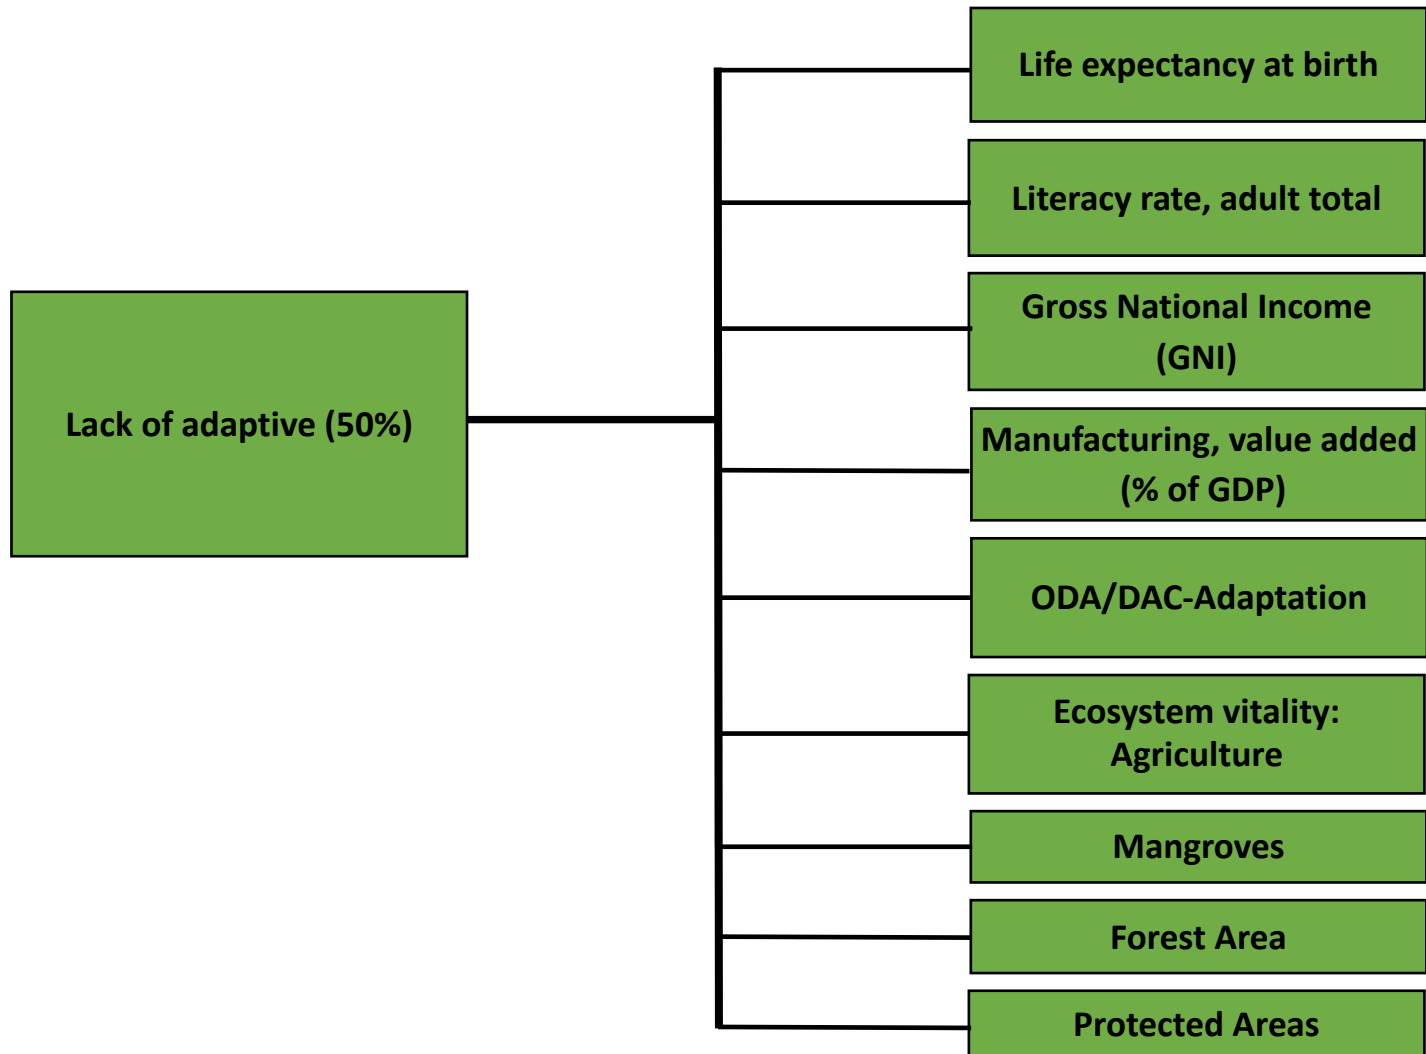 Life expectancy at birth
Literacy rate, adult total
Gross National Income
(GNI)
Lack of adaptive (50%)
Manufacturing, value added
(% of GDP)
ODA/DAC-Adaptation
Ecosystem vitality:
Agriculture
Mangroves
Forest Area
Protected Areas